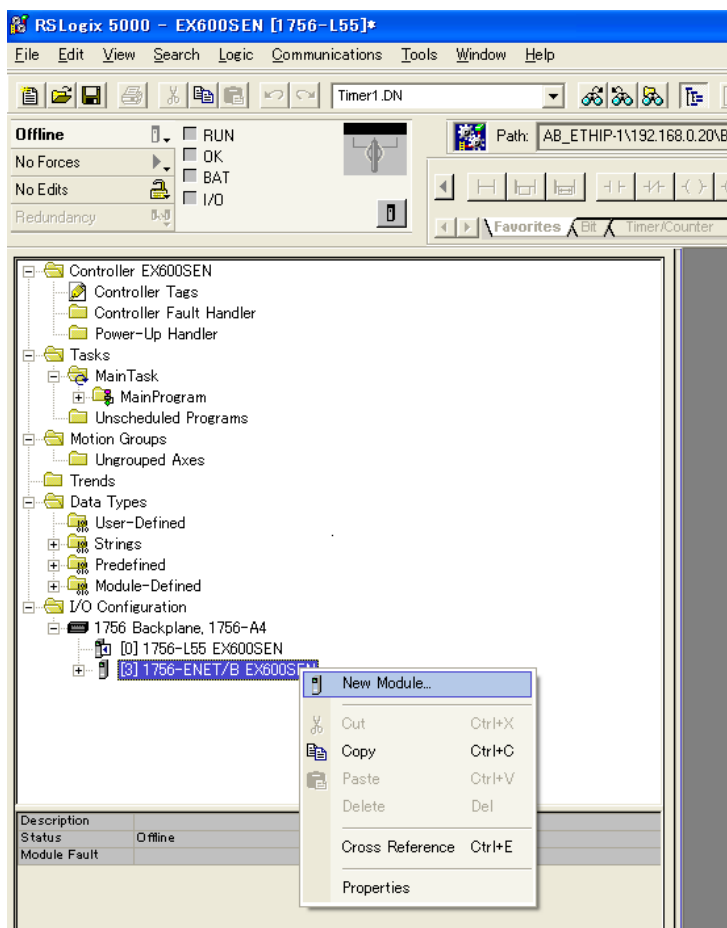 RSLogix 5000 - EX600SEN [1756-L55]*
File Edit View Search Logic Communications Tools Window Help
Timer1.DN
Offline
RUN
No Forces
OK
No Edits
BAT
Redundancy
I/O
Path: AB_ETHIP-1\192.168.0.20\B
Favorites Bit Timer/Counter
Controller EX600SEN
Controller Tags
Controller Fault Handler
Power-Up Handler
Tasks
MainTask
MainProgram
Unscheduled Programs
Motion Groups
Ungrouped Axes
Trends
Data Types
User-Defined
Strings
Predefined
Module-Defined
I/O Configuration
1756 Backplane, 1756-A4
[0] 1756-L55 EX600SEN
[3] 1756-ENET/B EX600SEN
New Module...
Cut Ctrl+X
Copy Ctrl+C
Paste Ctrl+V
Delete Del
Cross Reference Ctrl+E
Properties
Description
Status Offline
Module Fault